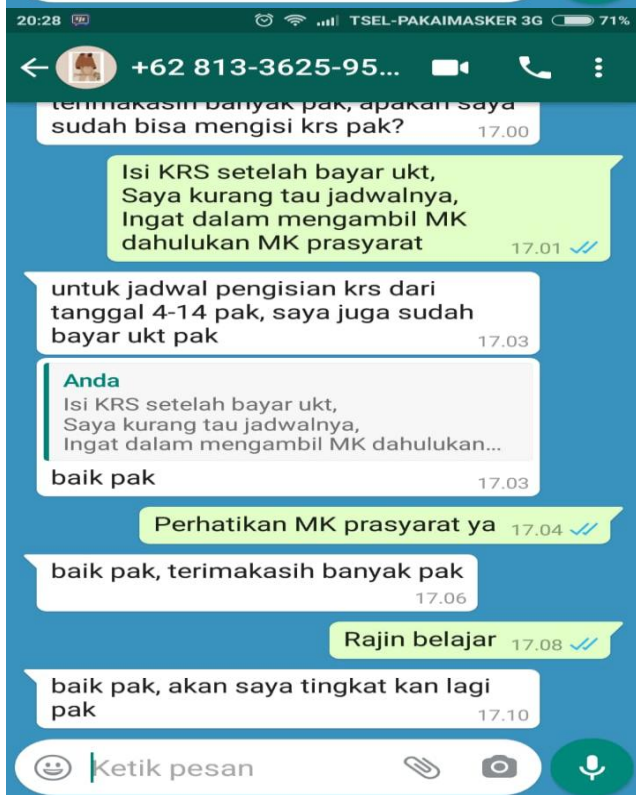 20:28
TSEL-PAKAIMASKER 3G 71%
+62 813-3625-95...
terimakasih banyak pak, apakah saya
sudah bisa mengisi krs pak?
17.00
Isi KRS setelah bayar ukt,
Saya kurang tau jadwalnya,
Ingat dalam mengambil MK
dahulukan MK prasyarat
17.01
untuk jadwal pengisian krs dari
tanggal 4-14 pak, saya juga sudah
bayar ukt pak
17.03
Anda
Isi KRS setelah bayar ukt,
Saya kurang tau jadwalnya,
Ingat dalam mengambil MK dahulukan...
baik pak
17.03
Perhatikan MK prasyarat ya 17.04
baik pak, terimakasih banyak pak
17.06
Rajin belajar 17.08
baik pak, akan saya tingkat kan lagi
pak
17.10
Ketik pesan